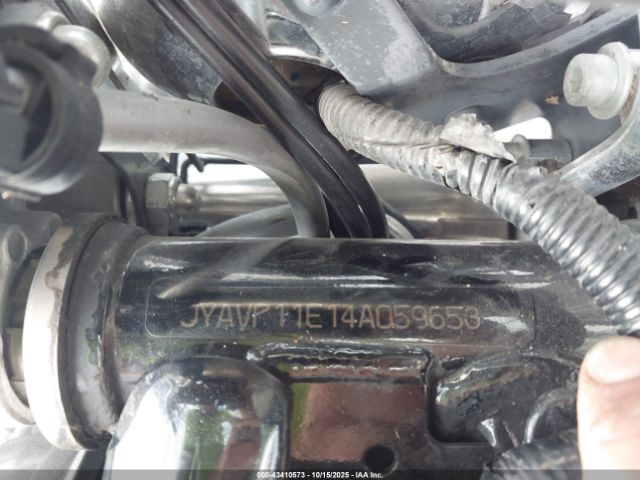 JYAVP11E14A059653
000-43410573 - 10/15/2025 - © IAA, Inc.